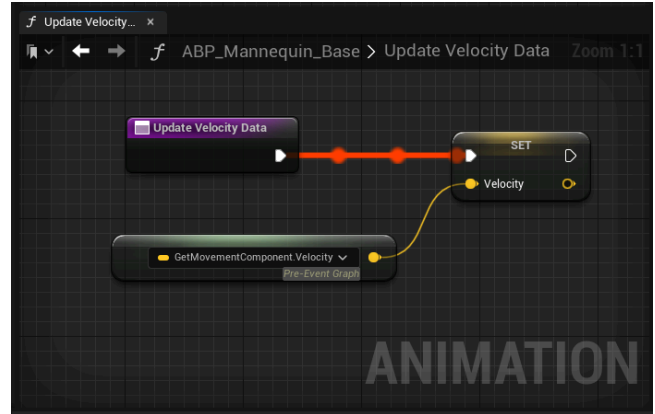 f Update Velocity... ×
f ABP_Mannequin_Base > Update Velocity Data Zoom 1:1
Update Velocity Data
SET
Velocity
GetMovementComponent.Velocity
Pre-Event Graph
ANIMATION